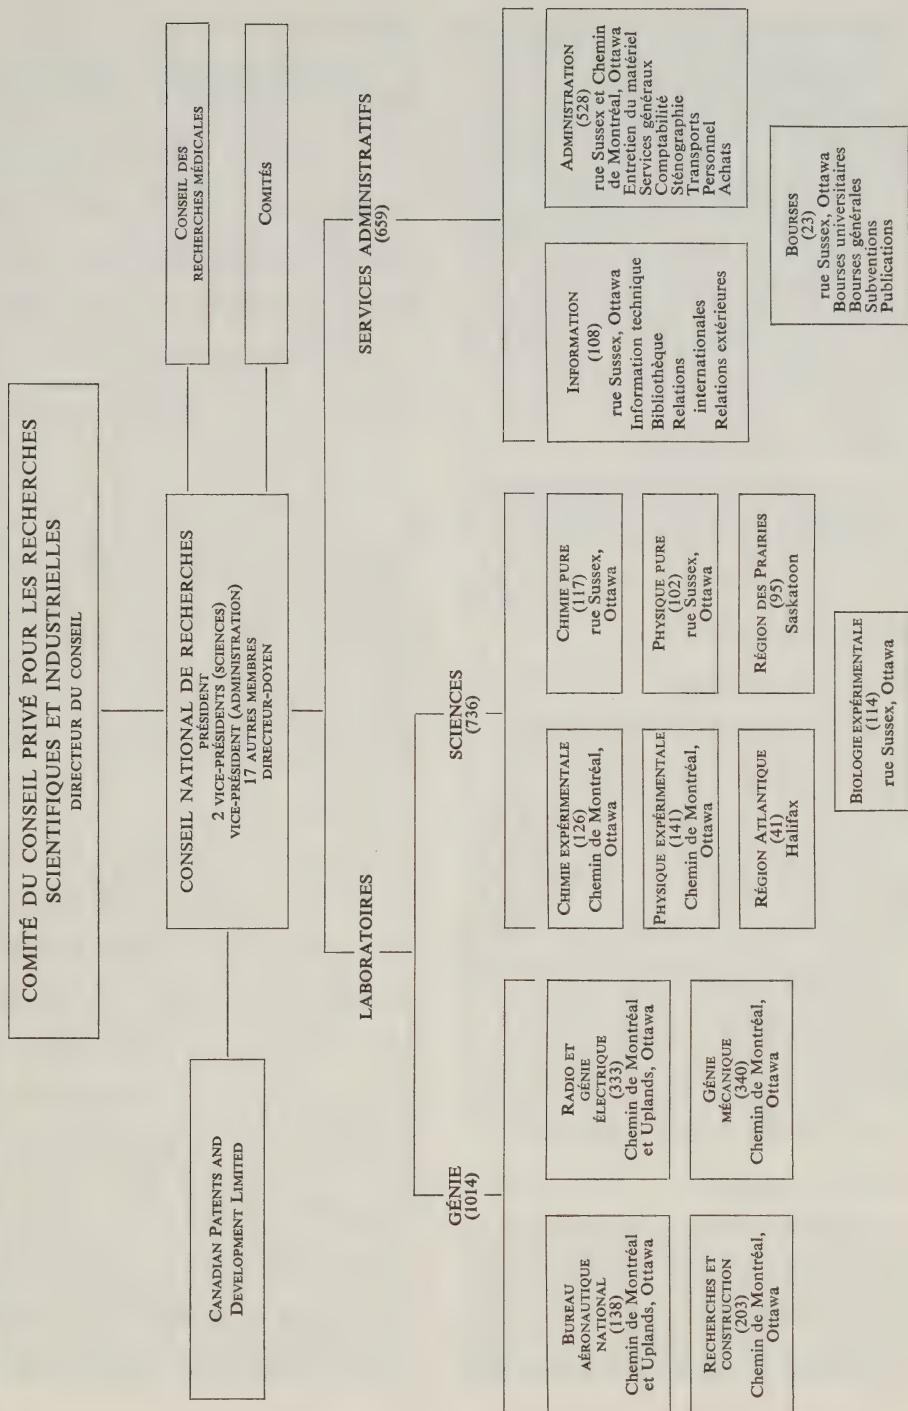 COMITÉ DU CONSEIL PRIVÉ POUR LES RECHERCHES
SCIENTIFIQUES ET INDUSTRIELLES
DIRECTEUR DU CONSEIL
CANADIAN PATENTS AND
DEVELOPMENT LIMITED
CONSEIL NATIONAL DE RECHERCHES
PRÉSIDENT
2 VICE-PRÉSIDENTS (SCIENCES)
VICE-PRÉSIDENT (ADMINISTRATION)
17 AUTRES MEMBRES
DIRECTEUR-DOYEN
CONSEIL DES
RECHERCHES MÉDICALES
COMITÉS
LABORATOIRES
SERVICES ADMINISTRATIFS
(659)
GÉNIE
(1014)
SCIENCES
(736)
BUREAU
AÉRONAUTIQUE
NATIONAL
(138)
Chemin de Montréal
et Uplands, Ottawa
RADIO ET
GÉNIE
ÉLECTRIQUE
(333)
Chemin de Montréal
et Uplands, Ottawa
RECHERCHES ET
CONSTRUCTION
(203)
Chemin de Montréal,
Ottawa
GÉNIE
MÉCANIQUE
(340)
Chemin de Montréal,
Ottawa
CHIMIE EXPÉRIMENTALE
(126)
Chemin de Montréal,
Ottawa
CHIMIE PURE
(117)
rue Sussex,
Ottawa
PHYSIQUE EXPÉRIMENTALE
(141)
Chemin de Montréal,
Ottawa
PHYSIQUE PURE
(102)
rue Sussex,
Ottawa
RÉGION ATLANTIQUE
(41)
Halifax
RÉGION DES PRAIRIES
(95)
Saskatoon
BIOLOGIE EXPÉRIMENTALE
(114)
rue Sussex, Ottawa
INFORMATION
(108)
rue Sussex, Ottawa
Information technique
Bibliothèque
Relations
internationales
Relations extérieures
ADMINISTRATION
(528)
rue Sussex et Chemin
de Montréal, Ottawa
Entretien du matériel
Services généraux
Comptabilité
Sténographie
Transports
Personnel
Achats
BOURSES
(23)
rue Sussex, Ottawa
Bourses universitaires
Bourses générales
Subventions
Publications